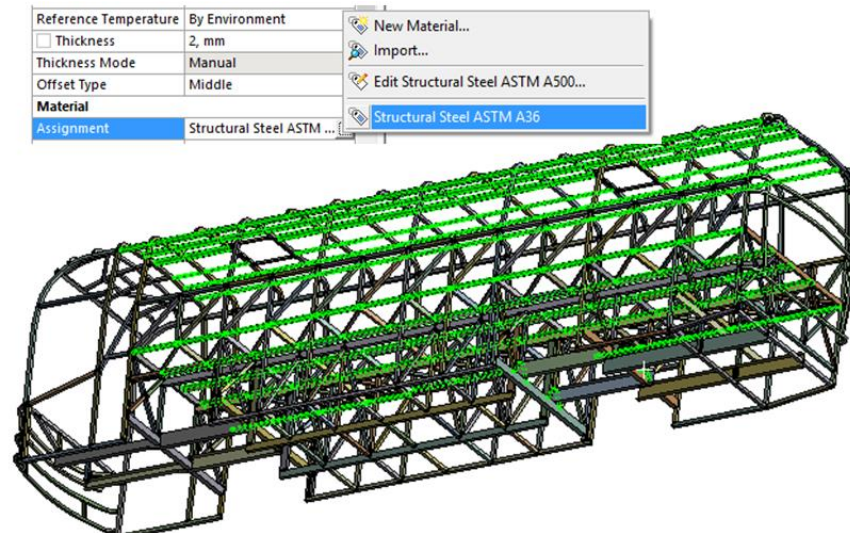 Reference Temperature By Environment
Thickness 2, mm
Thickness Mode Manual
Offset Type Middle
Material
Assignment Structural Steel ASTM ...
New Material...
Import...
Edit Structural Steel ASTM A500...
Structural Steel ASTM A36